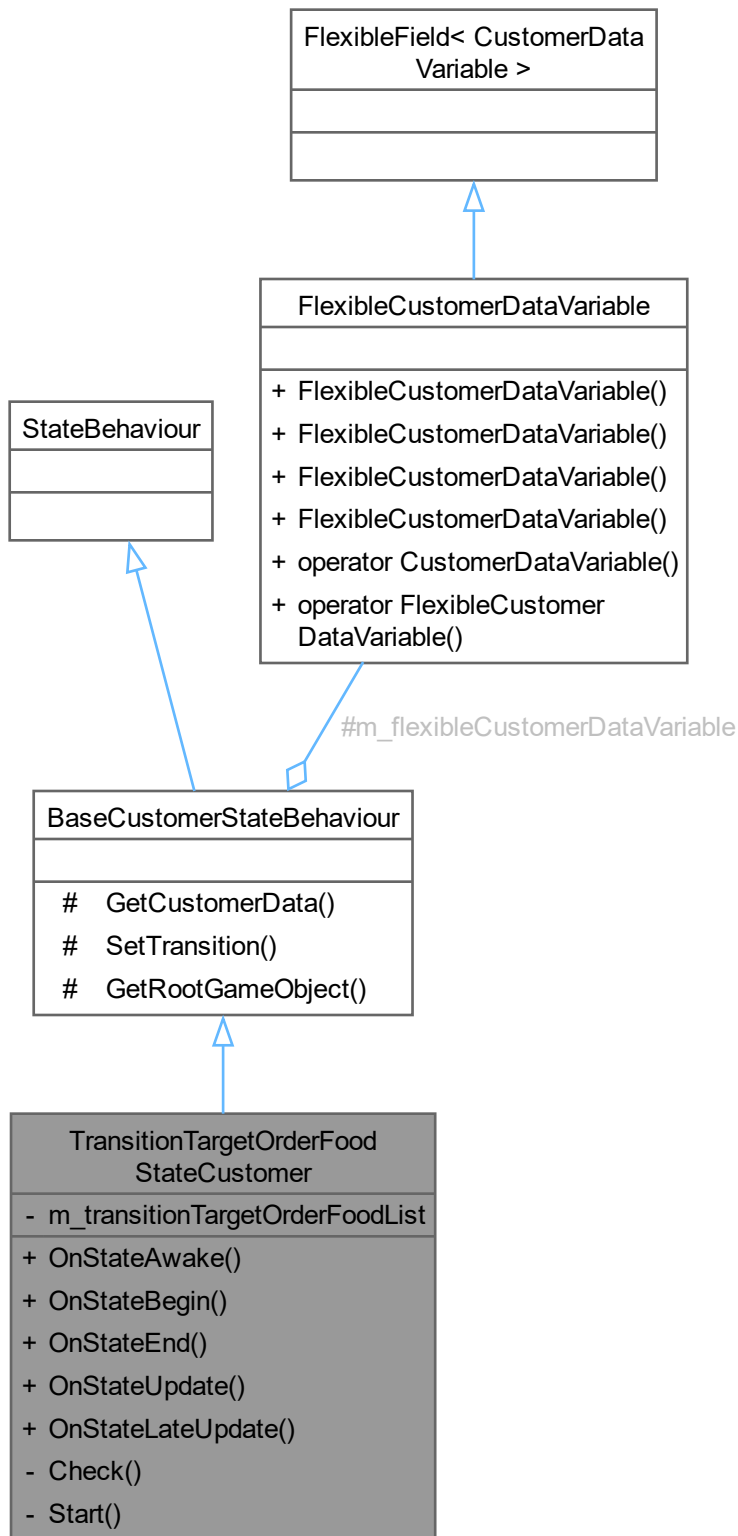 FlexibleField< CustomerData
Variable >
FlexibleCustomerDataVariable
+ FlexibleCustomerDataVariable()
+ FlexibleCustomerDataVariable()
+ FlexibleCustomerDataVariable()
+ FlexibleCustomerDataVariable()
+ operator CustomerDataVariable()
+ operator FlexibleCustomer
DataVariable()
StateBehaviour
#m_flexibleCustomerDataVariable
BaseCustomerStateBehaviour
# GetCustomerData()
# SetTransition()
# GetRootGameObject()
TransitionTargetOrderFood
StateCustomer
- m_transitionTargetOrderFoodList
+ OnStateAwake()
+ OnStateBegin()
+ OnStateEnd()
+ OnStateUpdate()
+ OnStateLateUpdate()
- Check()
- Start()